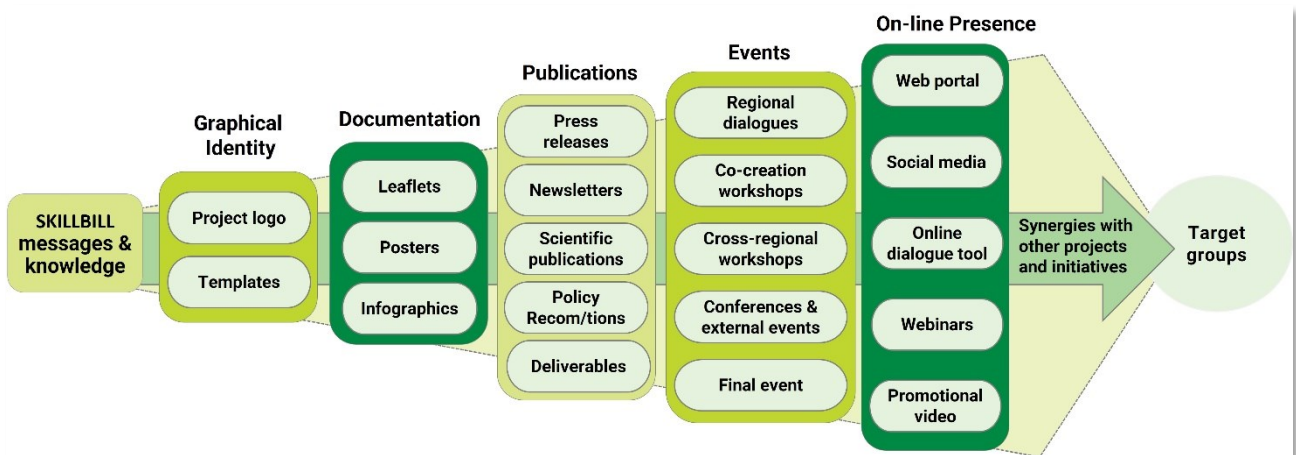 SKILLBILL
messages &
knowledge
Graphical
Identity
Project logo
Templates
Documentation
Leaflets
Posters
Infographics
Publications
Press
releases
Newsletters
Scientific
publications
Policy
Recom/tions
Deliverables
Events
Regional
dialogues
Co-creation
workshops
Cross-regional
workshops
Conferences &
external events
Final event
On-line Presence
Web portal
Social media
Online
dialogue tool
Webinars
Promotional
video
Synergies with
other projects
and initiatives
Target
groups